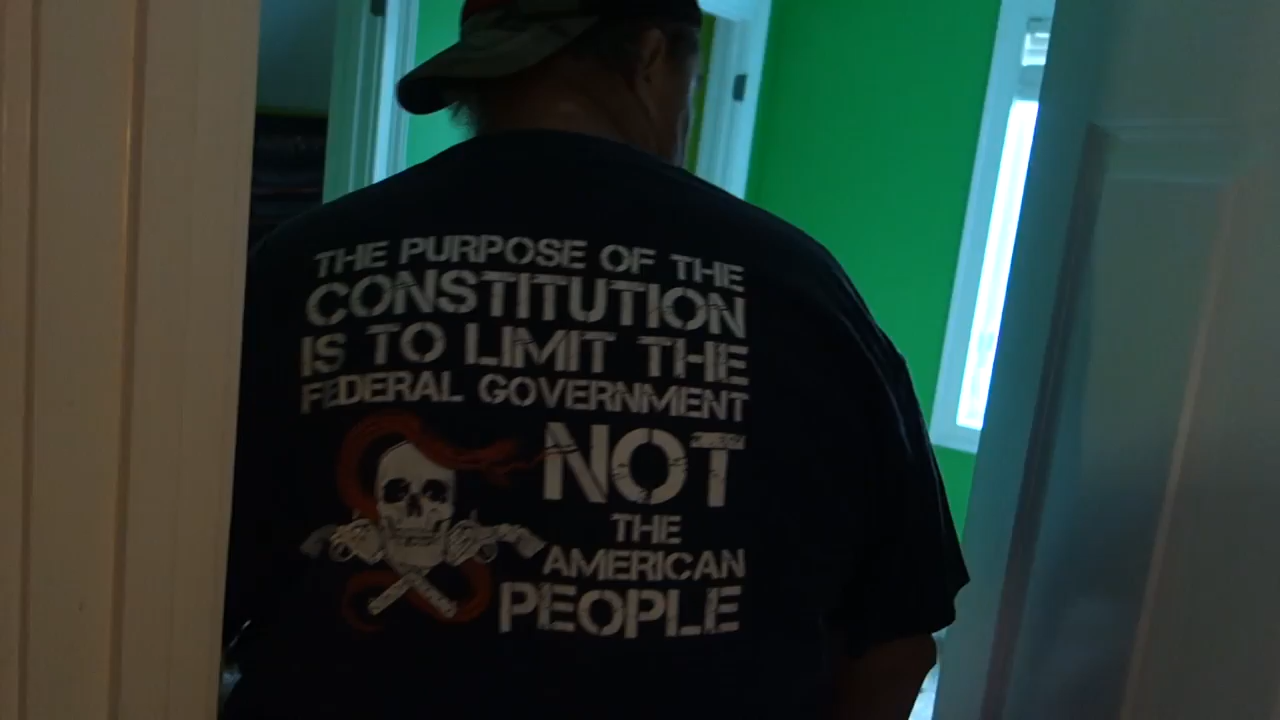 THE PURPOSE OF THE
CONSTITUTION
IS TO LIMIT THE
FEDERAL GOVERNMENT
NOT
THE
AMERICAN
PEOPLE